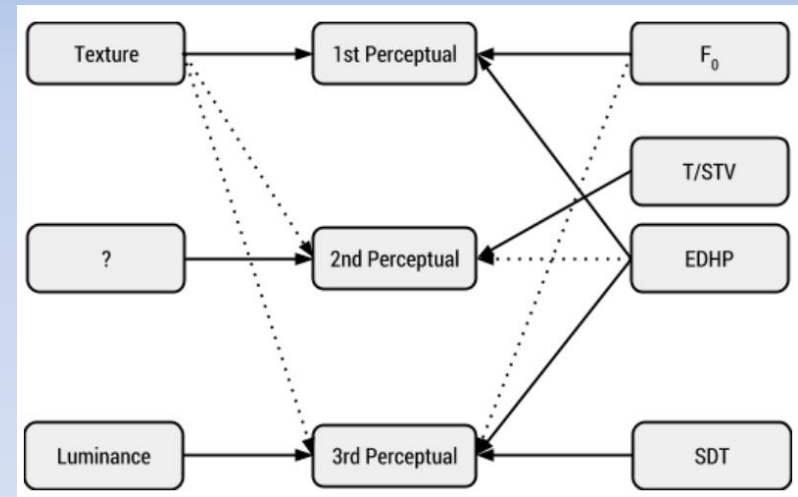 Texture
1st Perceptual
F₀
T/STV
?
2nd Perceptual
EDHP
Luminance
3rd Perceptual
SDT